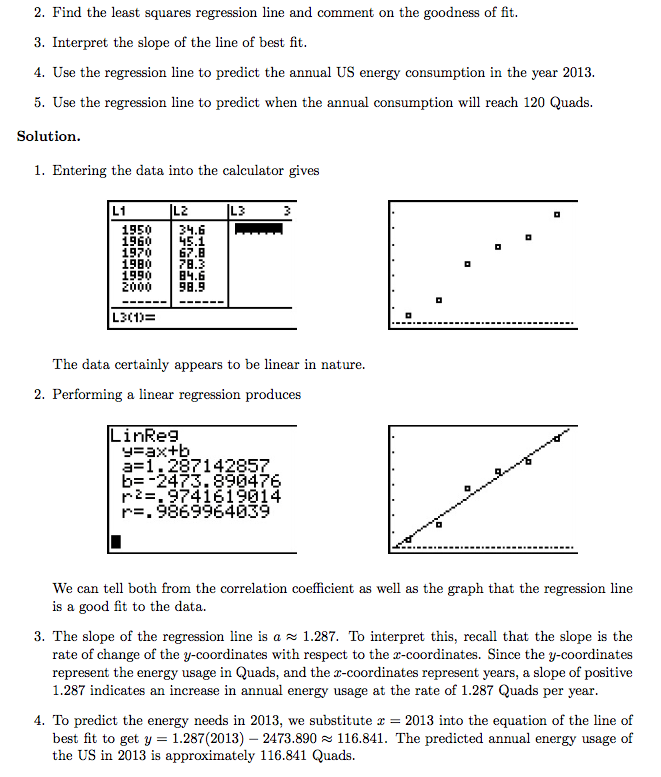 2. Find the least squares regression line and comment on the goodness of fit.
3. Interpret the slope of the line of best fit.
4. Use the regression line to predict the annual US energy consumption in the year 2013.
5. Use the regression line to predict when the annual consumption will reach 120 Quads.
Solution.
1. Entering the data into the calculator gives
L1 L2 L3 3
1950 34.6
1960 45.1
1970 67.8
1980 78.3
1990 84.6
2000 98.9
------ ------
L3(1)=
The data certainly appears to be linear in nature.
2. Performing a linear regression produces
LinReg
y=ax+b
a=1.287142857
b=-2473.890476
r²=.9741619014
r=.9869964039
We can tell both from the correlation coefficient as well as the graph that the regression line
is a good fit to the data.
3. The slope of the regression line is a ≈ 1.287. To interpret this, recall that the slope is the
rate of change of the y-coordinates with respect to the x-coordinates. Since the y-coordinates
represent the energy usage in Quads, and the x-coordinates represent years, a slope of positive
1.287 indicates an increase in annual energy usage at the rate of 1.287 Quads per year.
4. To predict the energy needs in 2013, we substitute x = 2013 into the equation of the line of
best fit to get y = 1.287(2013) − 2473.890 ≈ 116.841. The predicted annual energy usage of
the US in 2013 is approximately 116.841 Quads.